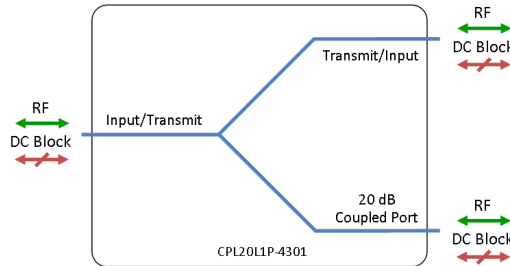 RF
DC Block
Transmit/Input
RF
DC Block
Input/Transmit
20 dB
Coupled Port
RF
DC Block
CPL20L1P-4301